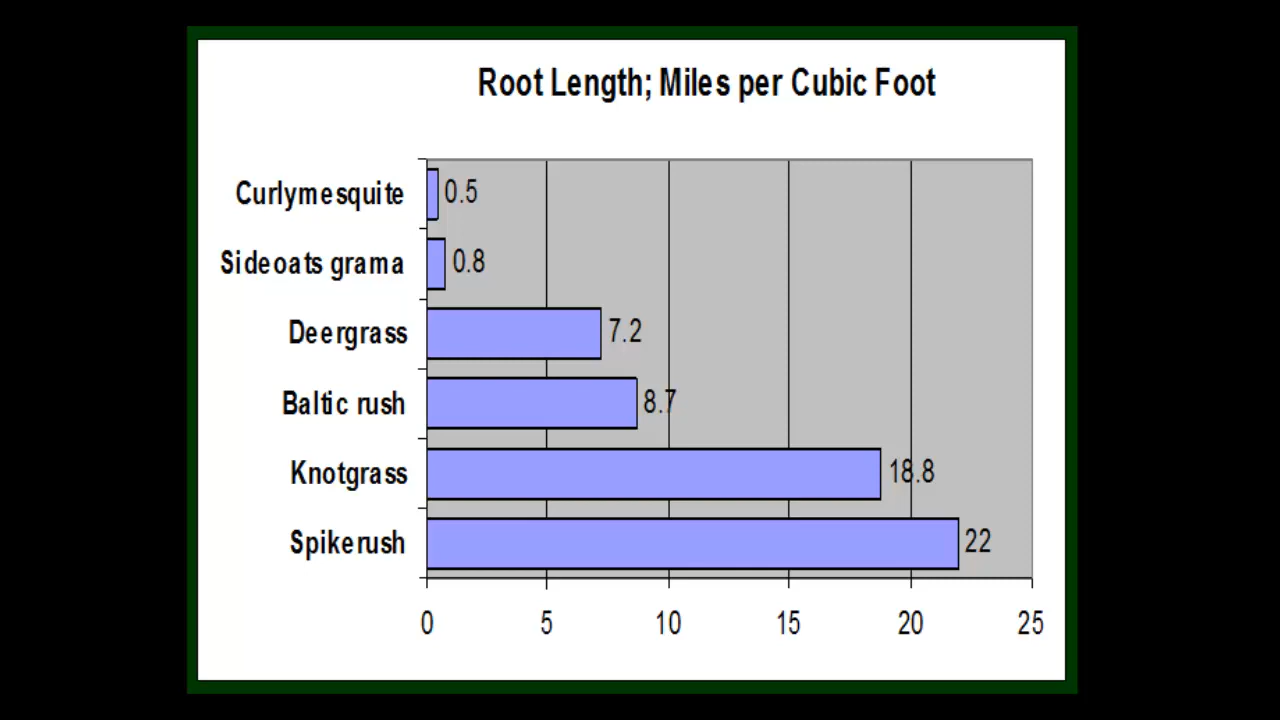 Root Length; Miles per Cubic Foot
Curlymesquite 0.5
Sideoats grama 0.8
Deergrass 7.2
Baltic rush 8.7
Knotgrass 18.8
Spikerush 22
0 5 10 15 20 25